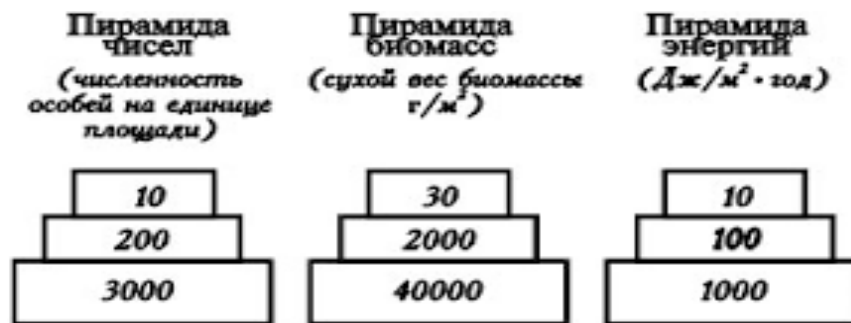 Пирамида
чисел
(численность
особей на единице
площади)
10
200
3000
Пирамида
биомасс
(сухой вес биомассы
г/м²)
30
2000
40000
Пирамида
энергий
(Дж/м² · год)
10
100
1000